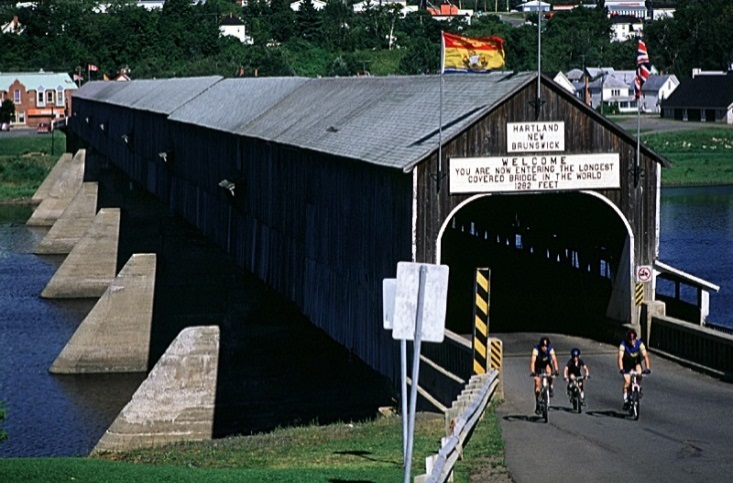 HARTLAND
NEW
BRUNSWICK
WELCOME
YOU ARE NOW ENTERING THE LONGEST
COVERED BRIDGE IN THE WORLD
1282 FEET